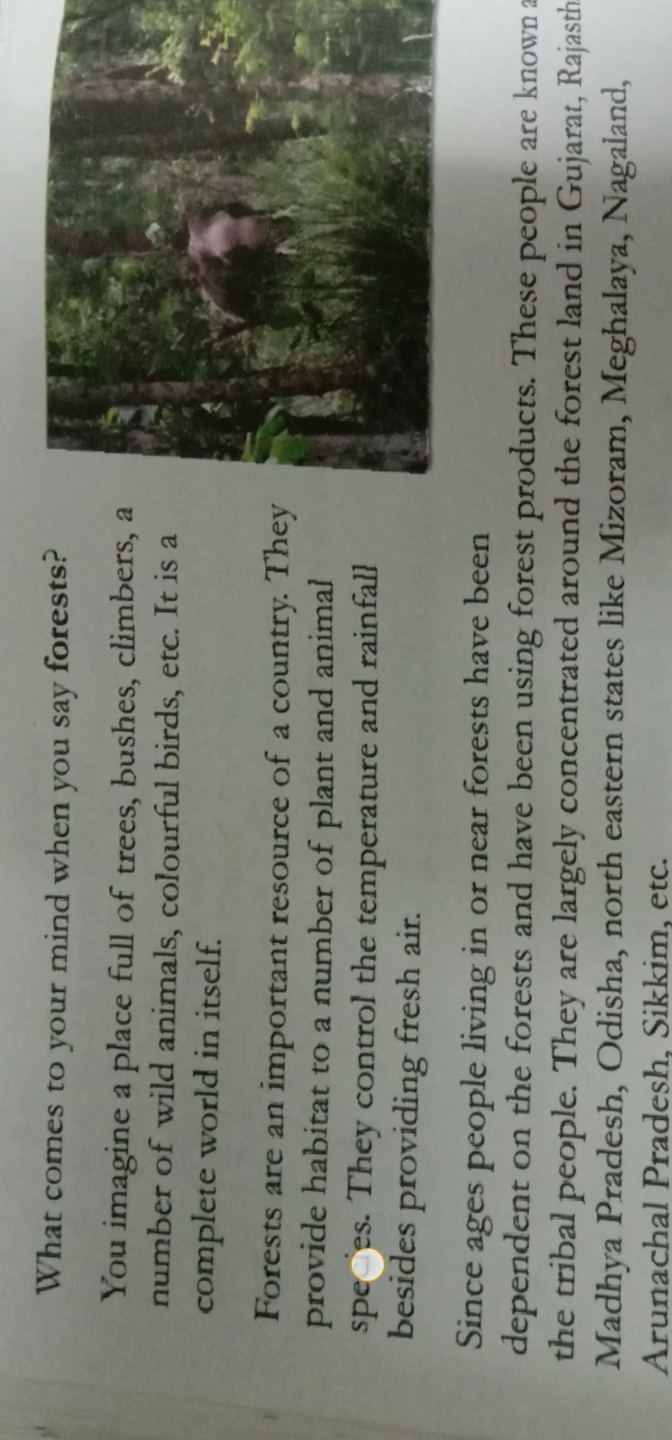 What comes to your mind when you say forests?
You imagine a place full of trees, bushes, climbers, a
number of wild animals, colourful birds, etc. It is a
complete world in itself.
Forests are an important resource of a country. They
provide habitat to a number of plant and animal
species. They control the temperature and rainfall
besides providing fresh air.
Since ages people living in or near forests have been
dependent on the forests and have been using forest products. These people are known
the tribal people. They are largely concentrated around the forest land in Gujarat,
Madhya Pradesh, Odisha, north eastern states like Mizoram, Meghalaya, Nagaland,
Arunachal Pradesh, Sikkim, etc.